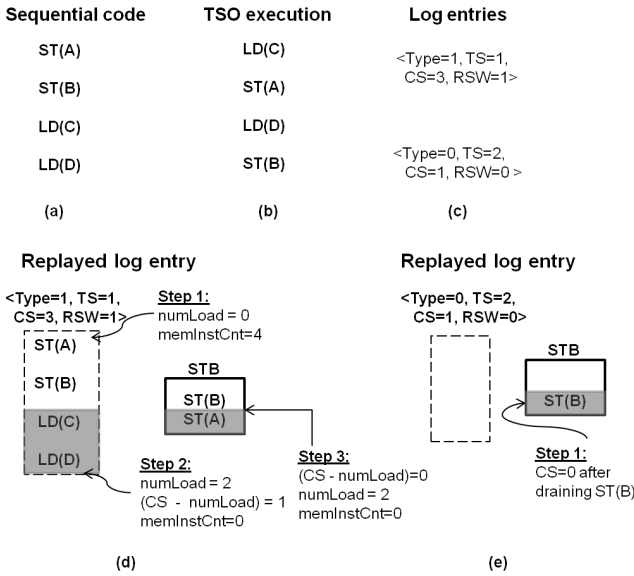 Sequential code TSO execution Log entries
ST(A) LD(C) <Type=1, TS=1,
CS=3, RSW=1>
ST(B) ST(A)
LD(C) LD(D)
LD(D) ST(B) <Type=0, TS=2,
CS=1, RSW=0 >
(a) (b) (c)
Replayed log entry
<Type=1, TS=1,
CS=3, RSW=1>
ST(A)
ST(B)
LD(C)
LD(D)
Step 1:
numLoad = 0
memInstCnt=4
STB
ST(B)
ST(A)
Step 2:
numLoad = 2
(CS - numLoad) = 1
memInstCnt=0
Step 3:
(CS - numLoad)=0
numLoad = 2
memInstCnt=0
(d)
Replayed log entry
<Type=0, TS=2,
CS=1, RSW=0>
STB
ST(B)
Step 1:
CS=0 after
draining ST(B)
(e)